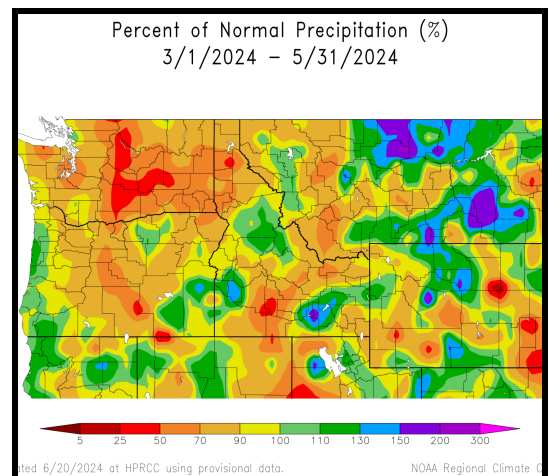 Percent of Normal Precipitation (%)
3/1/2024 – 5/31/2024
5 25 50 70 90 100 110 130 150 200 300
ated 6/20/2024 at HPRCC using provisional data. NOAA Regional Climate C